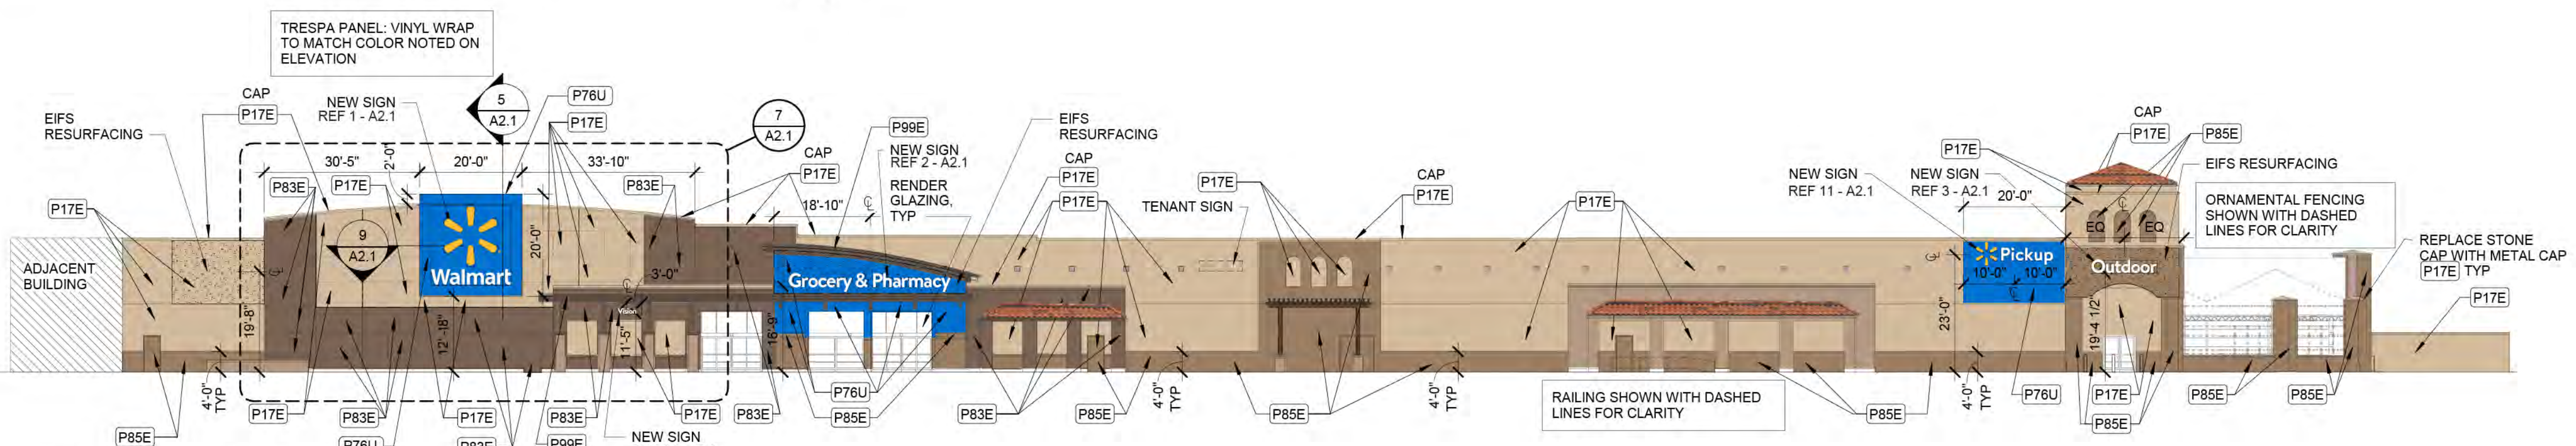 TRESPA PANEL: VINYL WRAP
TO MATCH COLOR NOTED ON
ELEVATION
EIFS
RESURFACING
CAP
P17E
NEW SIGN
REF 1 - A2.1
5
A2.1
P76U
P17E
7
A2.1
P99E
NEW SIGN
REF 2 - A2.1
RENDER
GLAZING,
TYP
EIFS
RESURFACING
CAP
P17E
P17E
P17E
TENANT SIGN
CAP
P17E
P17E
NEW SIGN
REF 11 - A2.1
NEW SIGN
REF 3 - A2.1
P17E
CAP
P17E
P85E
EIFS RESURFACING
ORNAMENTAL FENCING
SHOWN WITH DASHED
LINES FOR CLARITY
REPLACE STONE
CAP WITH METAL CAP
P17E TYP
P17E
30'-5"
2'-0"
20'-0"
33'-10"
CAP
P17E
P83E
P17E
P83E
P17E
18'-10"
20'-0"
EQ
EQ
9
A2.1
ADJACENT
BUILDING
Walmart
20'-0"
3'-0"
Grocery & Pharmacy
Pickup
10'-0"
10'-0"
Outdoor
19'-8"
12'-18"
Vision
11'-5"
16'-9"
23'-0"
19'-4 1/2"
4'-0"
TYP
4'-0"
TYP
4'-0"
TYP
4'-0"
TYP
P85E
P17E
P83E
P76U
P17E
P83E
P83E
P99E
NEW SIGN
P17E
P83E
P76U
P85E
P83E
P85E
P85E
RAILING SHOWN WITH DASHED
LINES FOR CLARITY
P85E
P76U
P17E
P85E
P85E
P85E